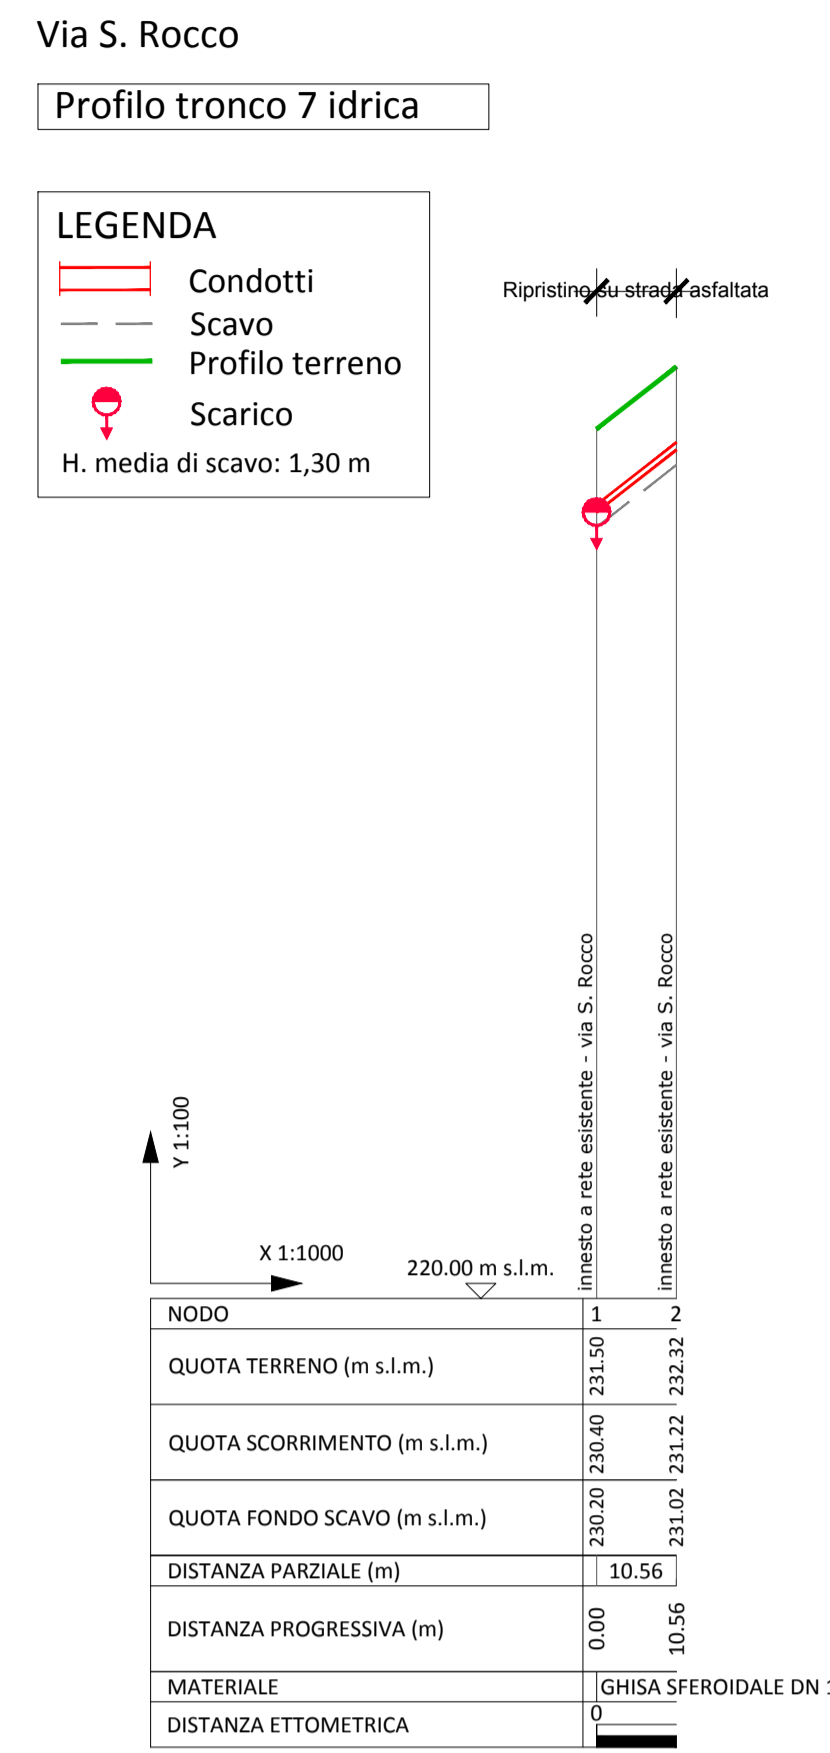 Via S. Rocco
Profilo tronco 7 idrica
LEGENDA
Condotti
Scavo
Profilo terreno
Scarico
H. media di scavo: 1,30 m
Ripristino su strada asfaltata
innesto a rete esistente - via S. Rocco
innesto a rete esistente - via S. Rocco
Y 1:100
X 1:1000
220.00 m s.l.m.
NODO 1 2
QUOTA TERRENO (m s.l.m.) 231.50 232.32
QUOTA SCORRIMENTO (m s.l.m.) 230.40 231.22
QUOTA FONDO SCAVO (m s.l.m.) 230.20 231.02
DISTANZA PARZIALE (m) 10.56
DISTANZA PROGRESSIVA (m) 0.00 10.56
MATERIALE GHISA SFEROIDALE DN
DISTANZA ETTOMETRICA 0